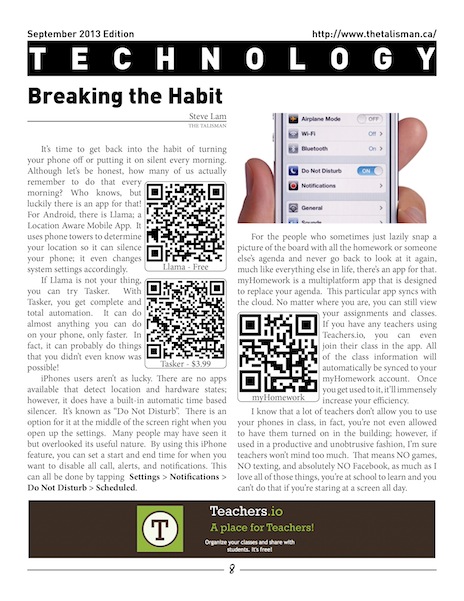 September 2013 Edition
http://www.thetalisman.ca/
TECHNOLOGY
Breaking the Habit
Steve Lam
THE TALISMAN
It's time to get back into the habit of turning
your phone off or putting it on silent every morning.
Although let's be honest, how many of us actually
remember to do that every
morning? Who knows, but
luckily there is an app for that!
For Android, there is Llama; a
Location Aware Mobile App. It
uses phone towers to determine
your location so it can silence
your phone; it even changes
system settings accordingly.
Llama - Free
If Llama is not your thing,
you can try Tasker. With
Tasker, you get complete and
total automation. It can do
almost anything you can do
on your phone, only faster. In
fact, it can probably do things
that you didn't even know was
possible!
Tasker - $3.99
iPhones users aren't as lucky. There are no apps
available that detect location and hardware states;
however, it does have a built-in automatic time based
silencer. It's known as "Do Not Disturb". There is an
option for it at the middle of the screen right when you
open up the settings. Many people may have seen it
but overlooked its useful nature. By using this iPhone
feature, you can set a start and end time for when you
want to disable all call, alerts, and notifications. This
can all be done by tapping Settings > Notifications >
Do Not Disturb > Scheduled.
Airplane Mode OFF
Wi-Fi Off >
Bluetooth On >
Do Not Disturb ON
Notifications >
General >
Sounds
For the people who sometimes just lazily snap a
picture of the board with all the homework or someone
else's agenda and never go back to look at it again,
much like everything else in life, there's an app for that.
myHomework is a multiplatform app that is designed
to replace your agenda. This particular app syncs with
the cloud. No matter where you are, you can still view
your assignments and classes.
If you have any teachers using
Teachers.io, you can even
join their class in the app. All
of the class information will
automatically be synced to your
myHomework account. Once
you get used to it, it'll immensely
increase your efficiency.
myHomework
I know that a lot of teachers don't allow you to use
your phones in class, in fact, you're not even allowed
to have them turned on in the building; however, if
used in a productive and unobtrusive fashion, I'm sure
teachers won't mind too much. That means NO games,
NO texting, and absolutely NO Facebook, as much as I
love all of those things, you're at school to learn and you
can't do that if you're staring at a screen all day.
T
Teachers.io
A place for Teachers!
Organize your classes and share with
students. It's free!
8